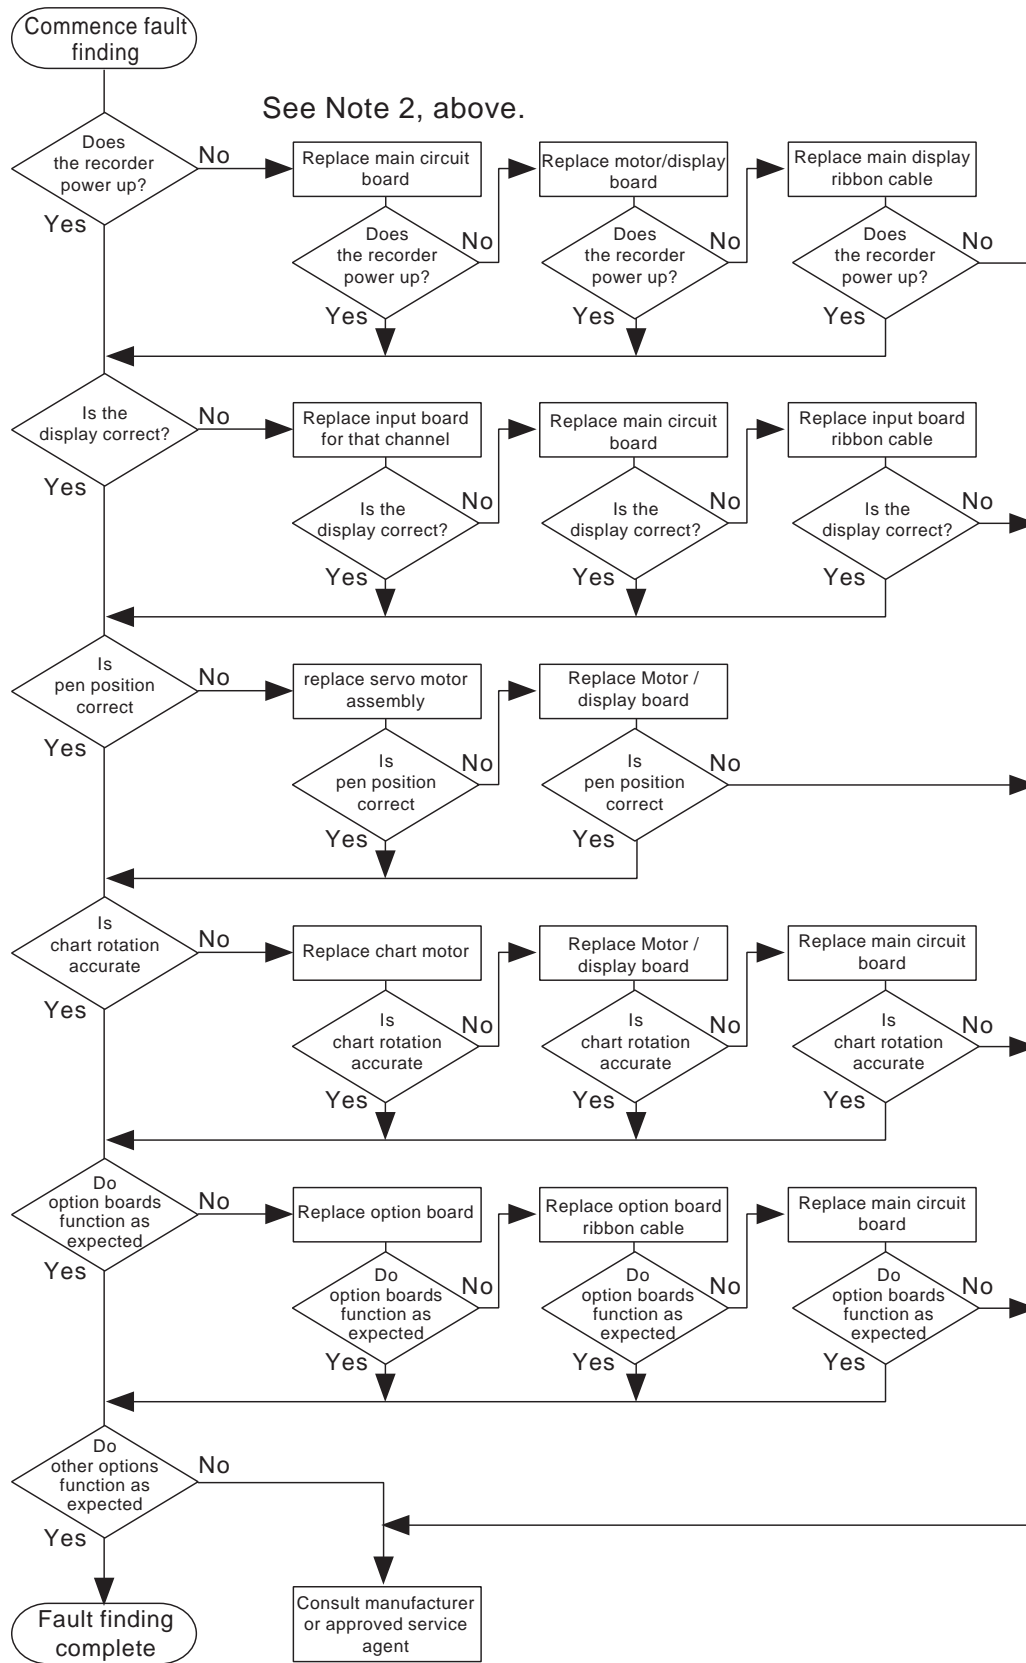 Commence fault
finding
See Note 2, above.
Does
the recorder
power up?
No
Yes
Replace main circuit
board
Does
the recorder
power up?
No
Yes
Replace motor/display
board
Does
the recorder
power up?
No
Yes
Replace main display
ribbon cable
Does
the recorder
power up?
No
Yes
Is the
display correct?
No
Yes
Replace input board
for that channel
Is the
display correct?
No
Yes
Replace main circuit
board
Is the
display correct?
No
Yes
Replace input board
ribbon cable
Is the
display correct?
No
Yes
Is
pen position
correct
No
Yes
replace servo motor
assembly
Is
pen position
correct
No
Yes
Replace Motor /
display board
Is
pen position
correct
No
Yes
Is
chart rotation
accurate
No
Yes
Replace chart motor
Is
chart rotation
accurate
No
Yes
Replace Motor /
display board
Is
chart rotation
accurate
No
Yes
Replace main circuit
board
Is
chart rotation
accurate
No
Yes
Do
option boards
function as
expected
No
Yes
Replace option board
Do
option boards
function as
expected
No
Yes
Replace option board
ribbon cable
Do
option boards
function as
expected
No
Yes
Replace main circuit
board
Do
option boards
function as
expected
No
Yes
Do
other options
function as
expected
No
Yes
Fault finding
complete
Consult manufacturer
or approved service
agent